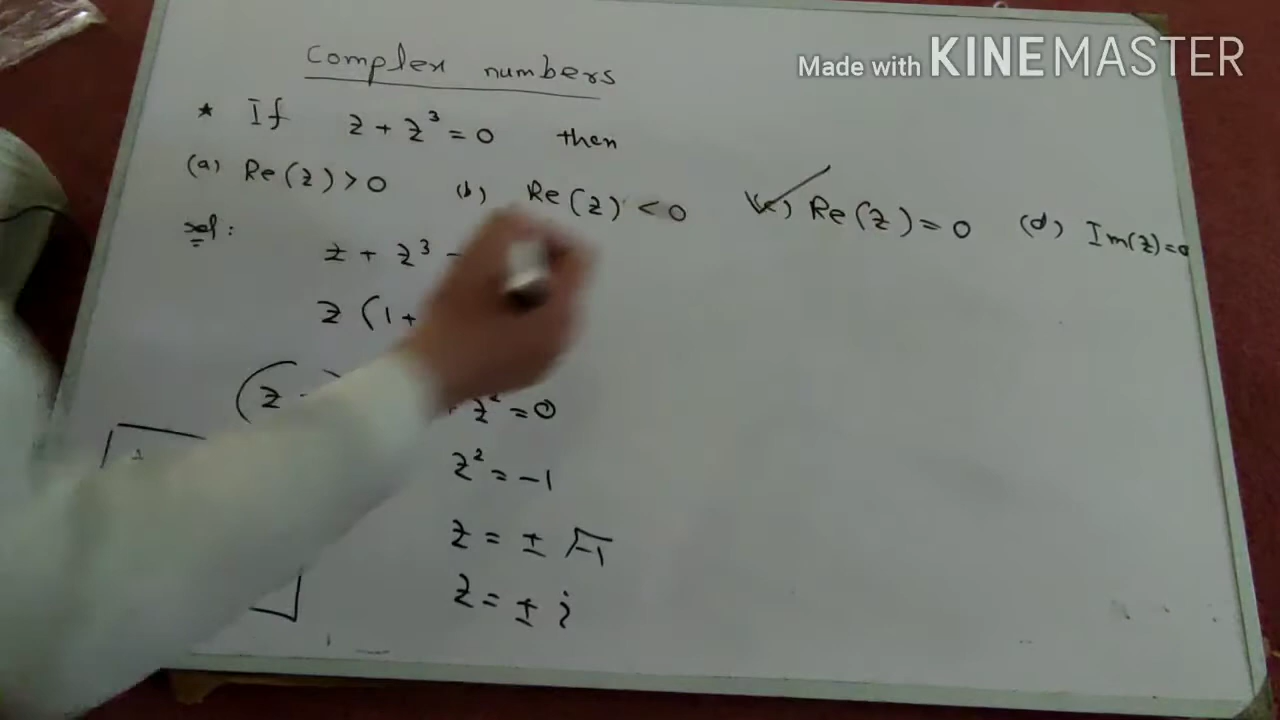 Made with KINEMASTER
Complex numbers
* If z + z³ = 0 then
(a) Re(z) > 0 (b) Re(z) < 0 (c) Re(z) = 0 (d) Im(z) = 0
Sol:
z + z³
z (1 +
(z z² = 0
z² = -1
z = ± √-1
z = ± i